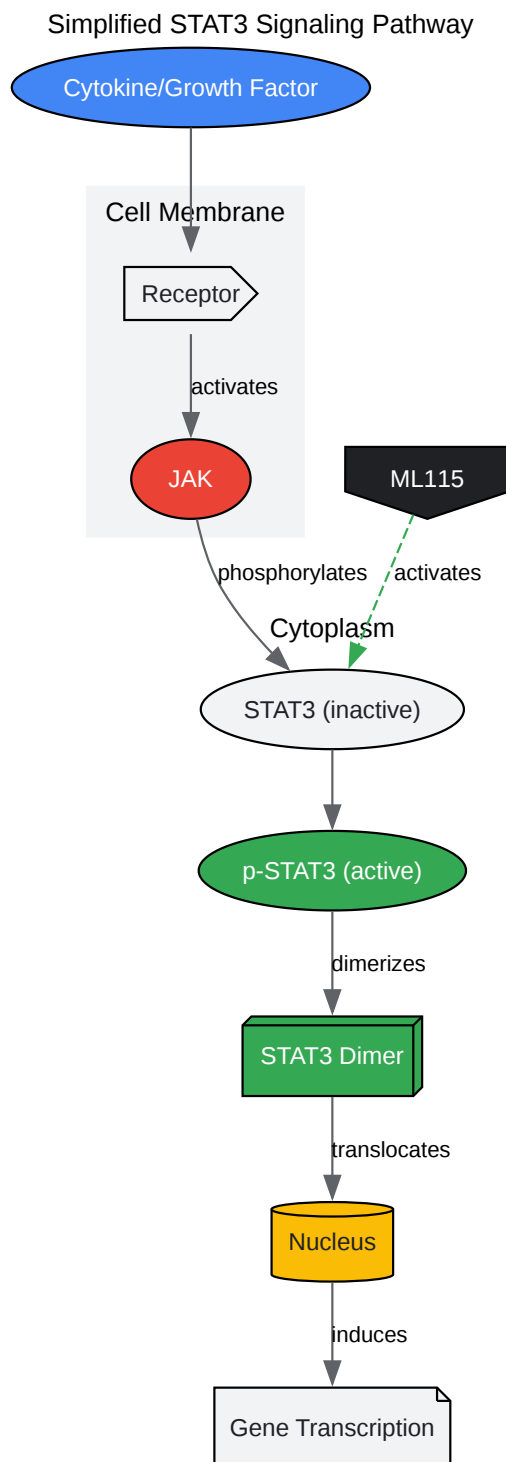 Simplified STAT3 Signaling Pathway
Cytokine/Growth Factor
Cell Membrane
Receptor
activates
JAK
ML115
phosphorylates
activates
Cytoplasm
STAT3 (inactive)
p-STAT3 (active)
dimerizes
STAT3 Dimer
translocates
Nucleus
induces
Gene Transcription